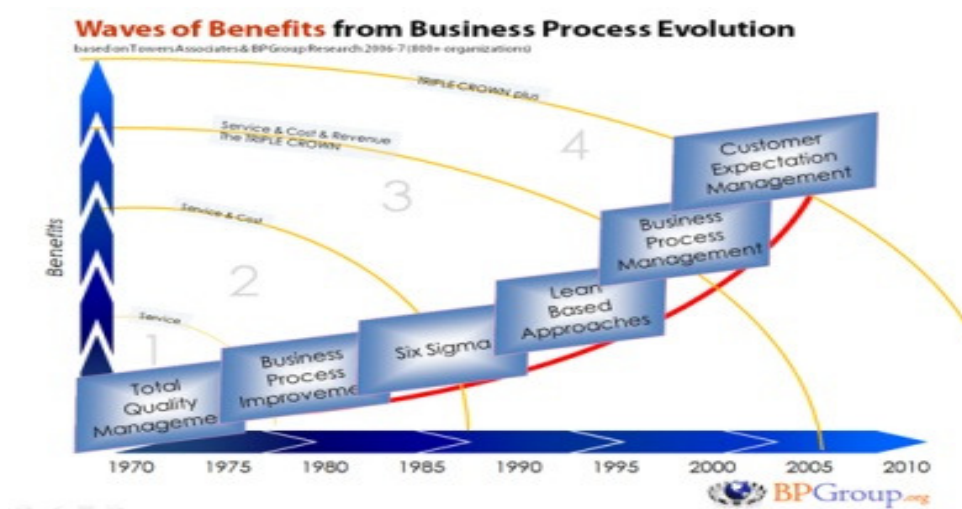 Waves of Benefits from Business Process Evolution
based on Towers Associates & BPGroup Research 2006-7 (800+ organizations)
TRIPLE CROWN plus
Service & Cost & Revenue
The TRIPLE CROWN
4
Customer
Expectation
Management
3
Service & Cost
Business
Process
Management
Benefits
2
Lean
Based
Approaches
Service
1
Six Sigma
Business
Process
Improveme
Total
Quality
Manageme
1970 1975 1980 1985 1990 1995 2000 2005 2010
BPGroup.org